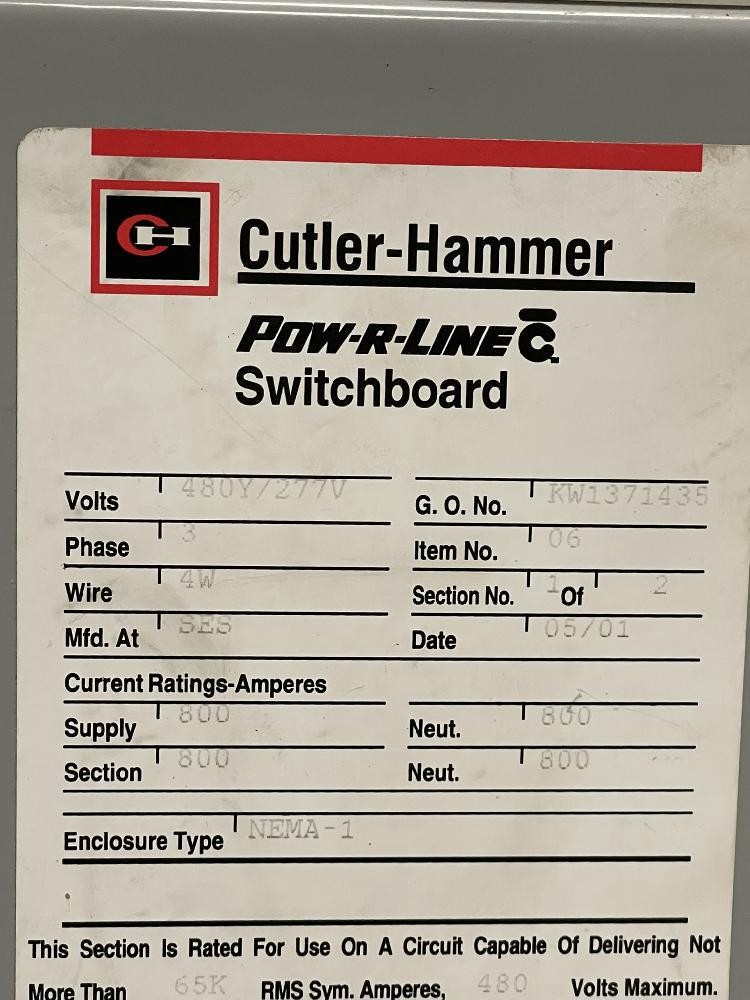 CH
Cutler-Hammer
POW-R-LINE C
Switchboard
Volts 480Y/277V G. O. No. KW1371435
Phase 3 Item No. 06
Wire 4W Section No. 1 Of 2
Mfd. At SES Date 05/01
Current Ratings-Amperes
Supply 800 Neut. 800
Section 800 Neut. 800
Enclosure Type NEMA-1
This Section Is Rated For Use On A Circuit Capable Of Delivering Not
More Than 65K RMS Sym. Amperes, 480 Volts Maximum.